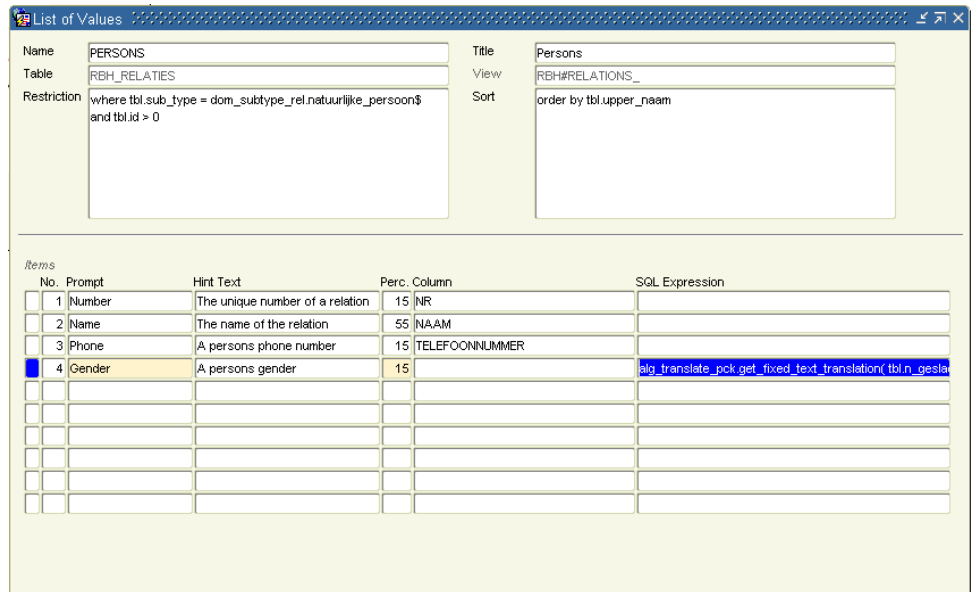 List of Values
Name PERSONS Title Persons
Table RBH_RELATIES View RBH#RELATIONS_
Restriction where tbl.sub_type = dom_subtype_rel.natuurlijke_persoon$ Sort order by tbl.upper_naam
and tbl.id > 0
Items
No. Prompt Hint Text Perc. Column SQL Expression
1 Number The unique number of a relation 15 NR
2 Name The name of the relation 55 NAAM
3 Phone A persons phone number 15 TELEFOONNUMMER
4 Gender A persons gender 15 alg_translate_pck.get_fixed_text_translation( tbl.n_gesla